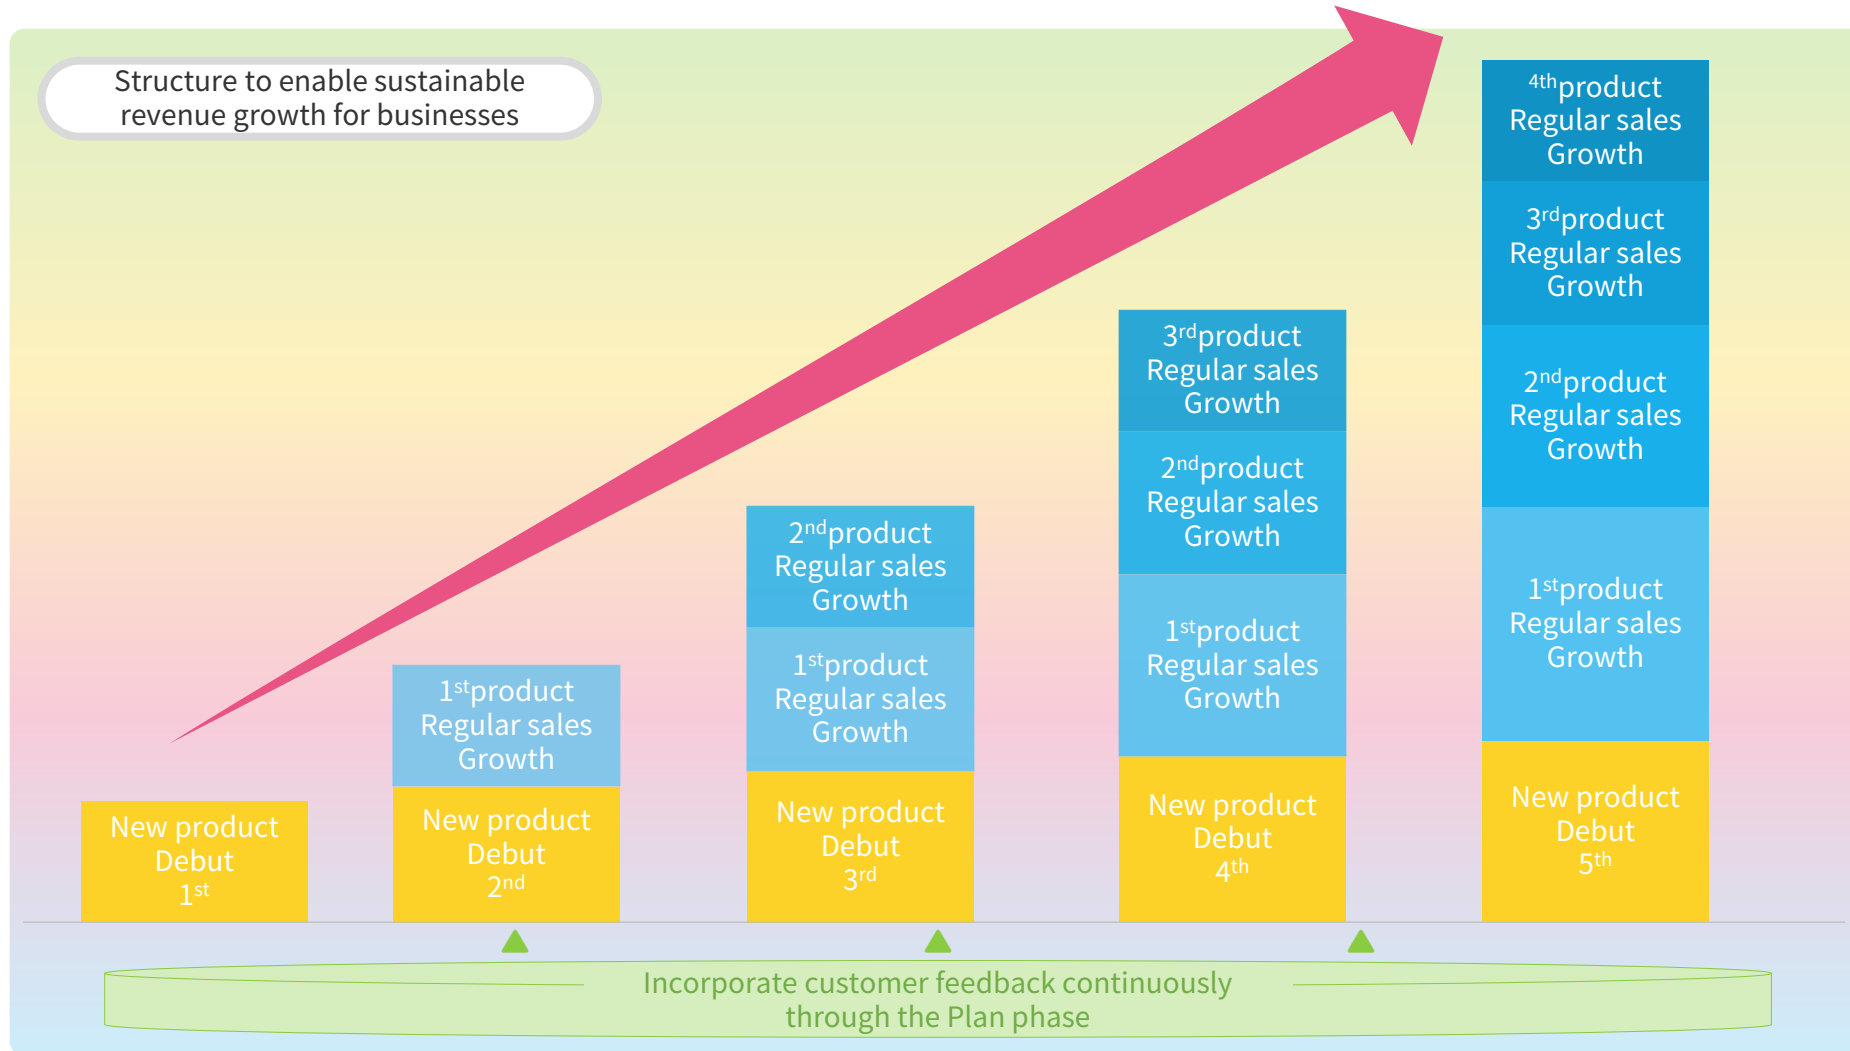 Structure to enable sustainable
revenue growth for businesses
New product
Debut
1st
1stproduct
Regular sales
Growth
New product
Debut
2nd
2ndproduct
Regular sales
Growth
1stproduct
Regular sales
Growth
New product
Debut
3rd
3rdproduct
Regular sales
Growth
2ndproduct
Regular sales
Growth
1stproduct
Regular sales
Growth
New product
Debut
4th
4thproduct
Regular sales
Growth
3rdproduct
Regular sales
Growth
2ndproduct
Regular sales
Growth
1stproduct
Regular sales
Growth
New product
Debut
5th
Incorporate customer feedback continuously
through the Plan phase